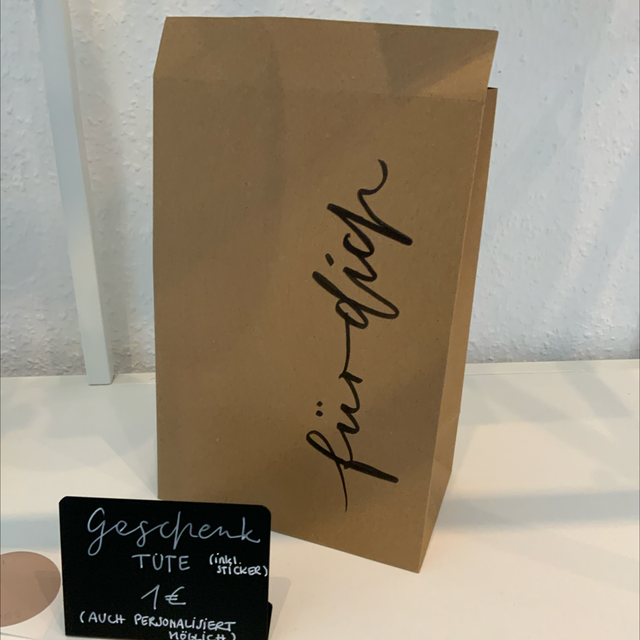 für dich
Geschenk
TÜTE (inkl. STICKER)
1€
(AUCH PERSONALISIERT
MÖGLICH)